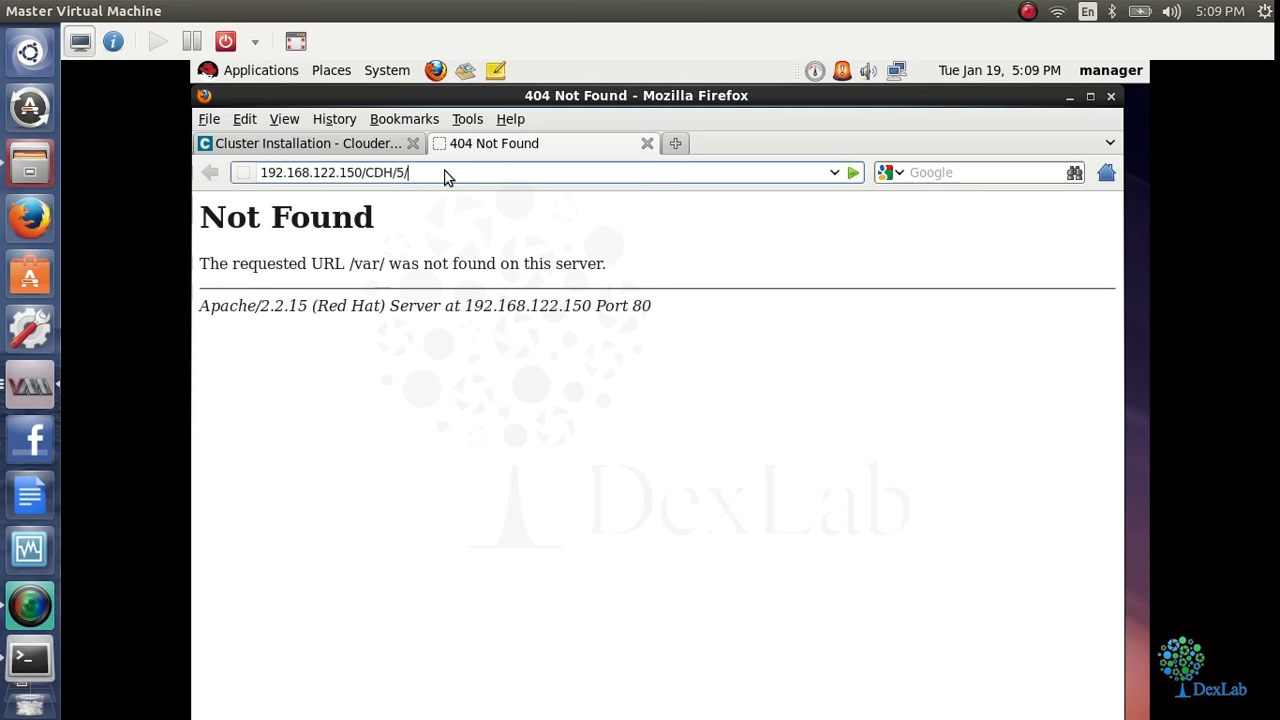 Master Virtual Machine
En
5:09 PM
Applications Places System
Tue Jan 19, 5:09 PM manager
404 Not Found - Mozilla Firefox
File Edit View History Bookmarks Tools Help
Cluster Installation - Clouder...
404 Not Found
192.168.122.150/CDH/5/
Google
Not Found
The requested URL /var/ was not found on this server.
Apache/2.2.15 (Red Hat) Server at 192.168.122.150 Port 80
DexLab
DexLab